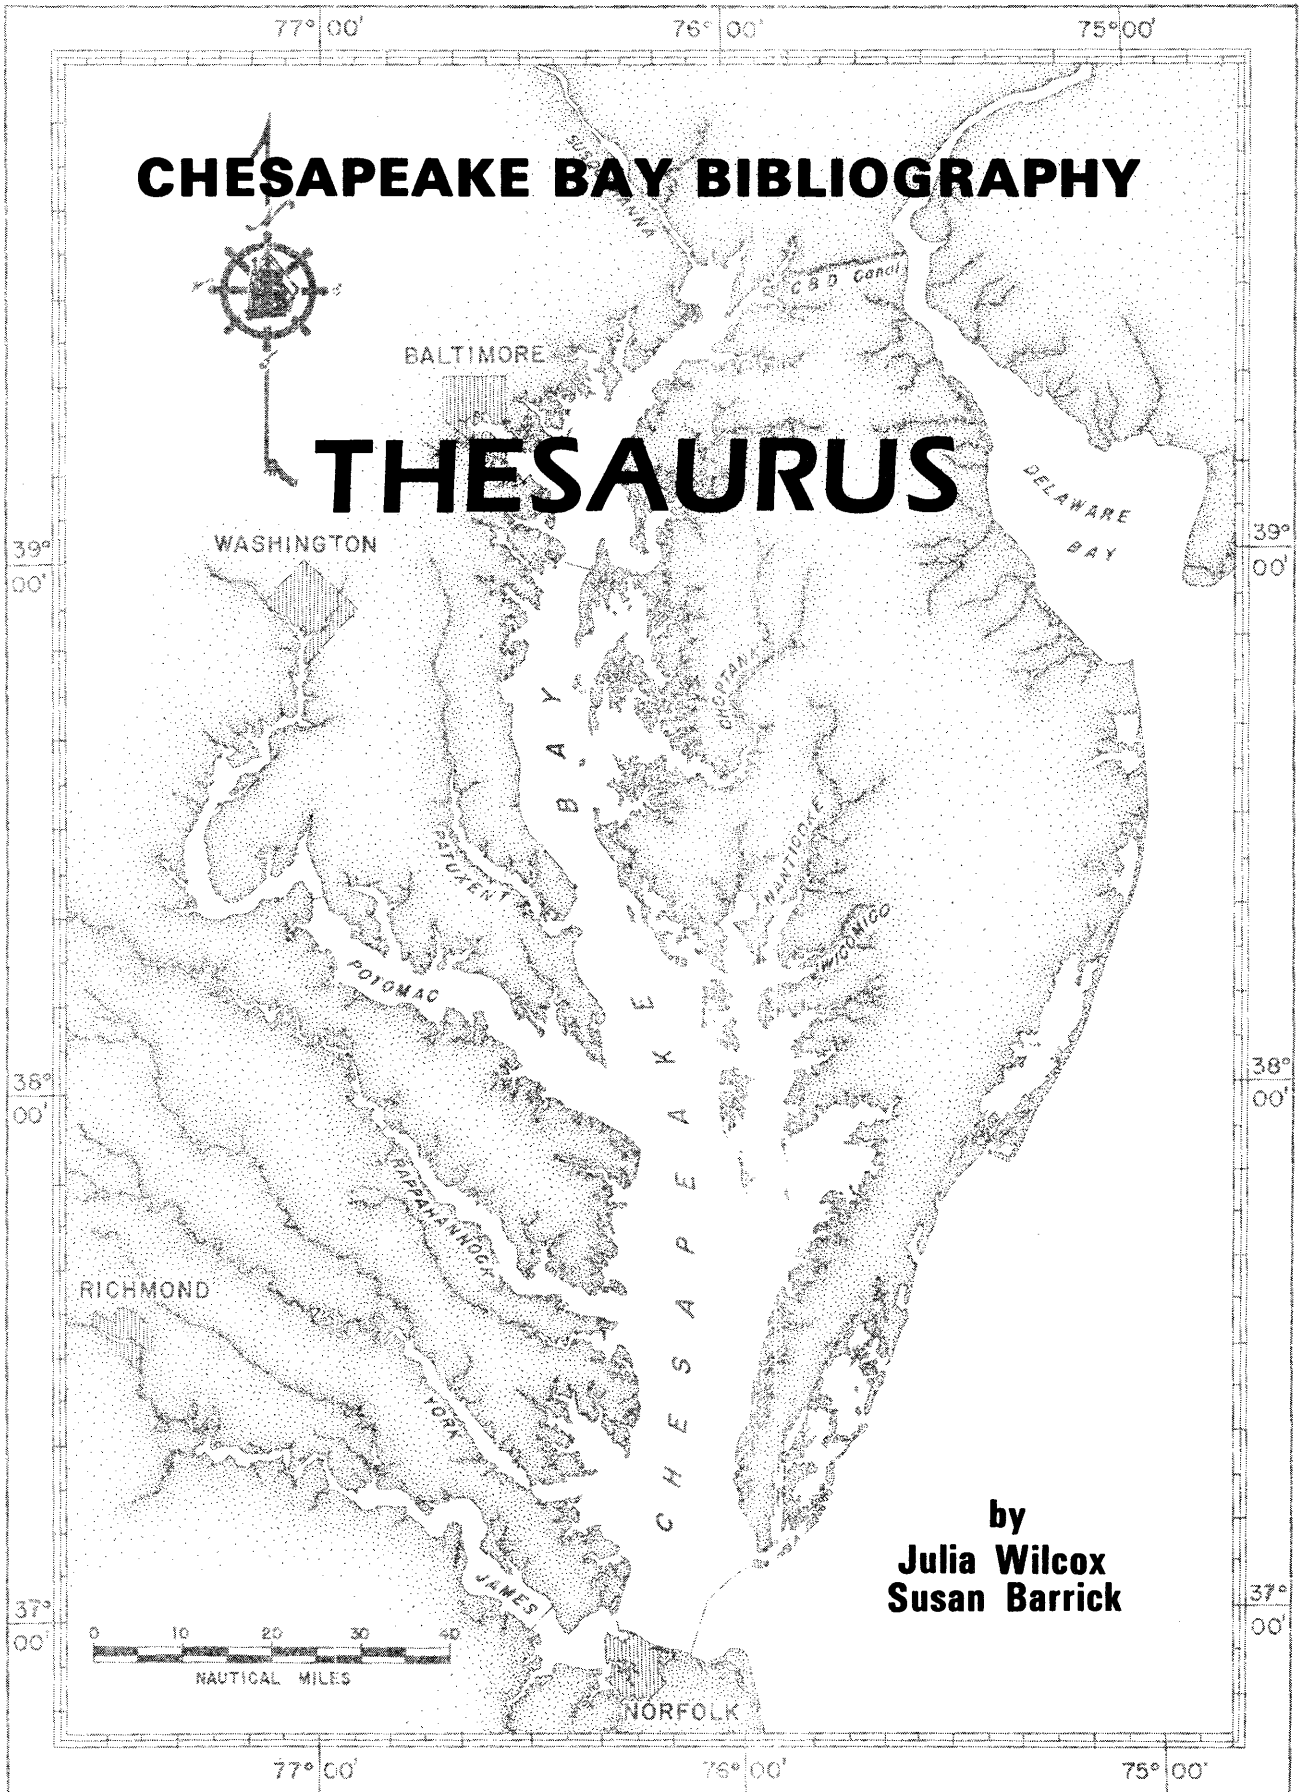 77° 00' 76° 00' 75° 00'
SUSQUEHANNA
CHESAPEAKE BAY BIBLIOGRAPHY
C & D Canal
BALTIMORE
THESAURUS
DELAWARE
BAY
WASHINGTON
39°
00'
39°
00'
CHOPTANK
NANTICOKE
PATUXENT
WICOMICO
POTOMAC
CHESAPEAKE BAY
38°
00'
38°
00'
RAPPAHANNOCK
RICHMOND
YORK
by
Julia Wilcox
Susan Barrick
JAMES
37°
00'
37°
00'
0 10 20 30 40
NAUTICAL MILES
NORFOLK
77° 00' 76° 00' 75° 00'